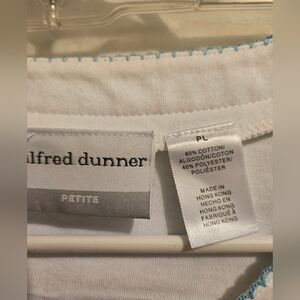 alfred dunner
PETITE
PL
60% COTTON/
ALGODÓN/COTON
40% POLYESTER/
POLIÉSTER
MADE IN
HONG KONG
HECHO EN
HONG KONG
FABRIQUÉ À
HONG KONG